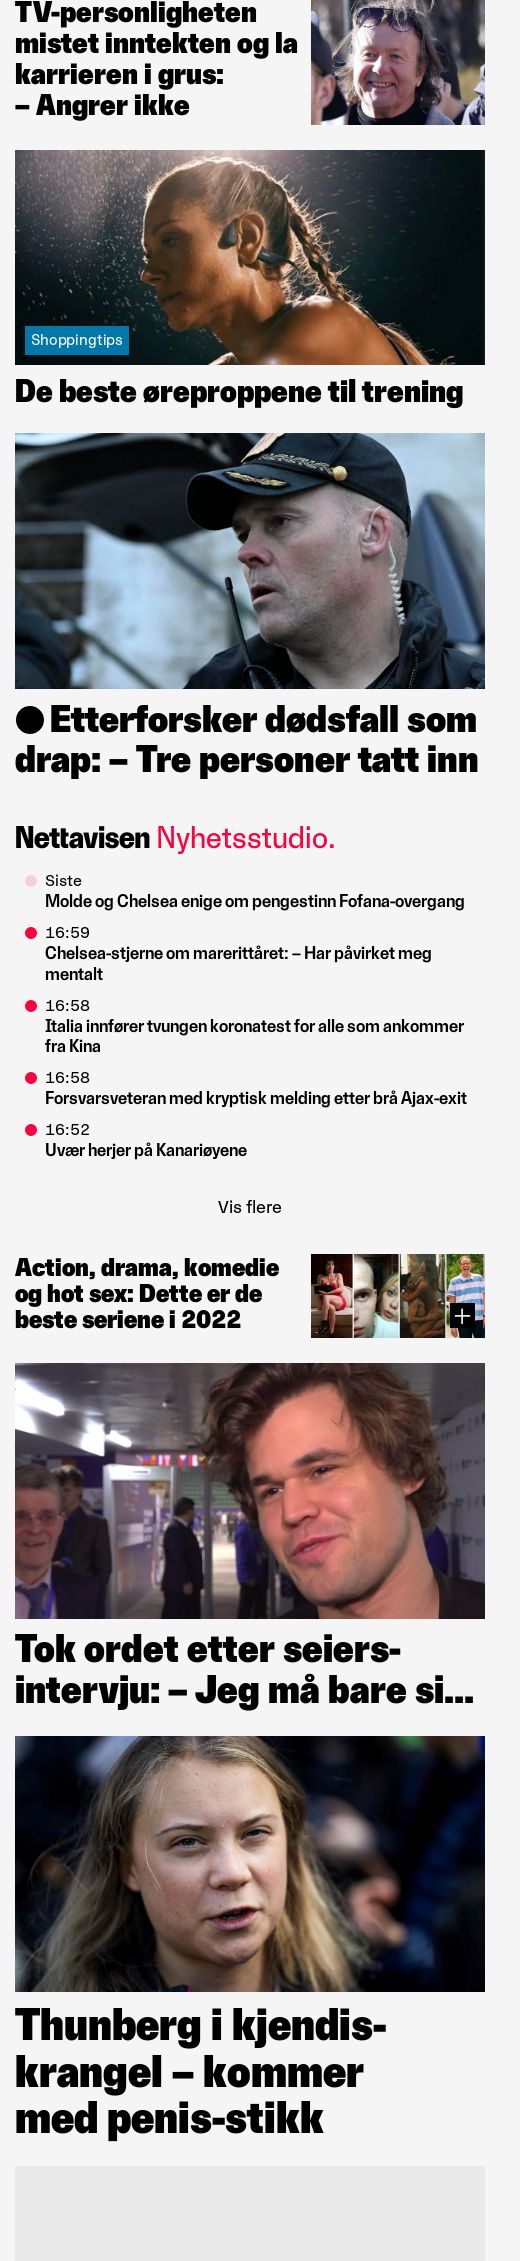 TV-personligheten
mistet inntekten og la
karrieren i grus:
– Angrer ikke
Shoppingtips
De beste øreproppene til trening
Etterforsker dødsfall som
drap: – Tre personer tatt inn
Nettavisen Nyhetsstudio.
Siste
Molde og Chelsea enige om pengestinn Fofana-overgang
16:59
Chelsea-stjerne om marerittåret: – Har påvirket meg
mentalt
16:58
Italia innfører tvungen koronatest for alle som ankommer
fra Kina
16:58
Forsvarsveteran med kryptisk melding etter brå Ajax-exit
16:52
Uvær herjer på Kanariøyene
Vis flere
Action, drama, komedie
og hot sex: Dette er de
beste seriene i 2022
Tok ordet etter seiers-
intervju: – Jeg må bare si...
Thunberg i kjendis-
krangel – kommer
med penis-stikk